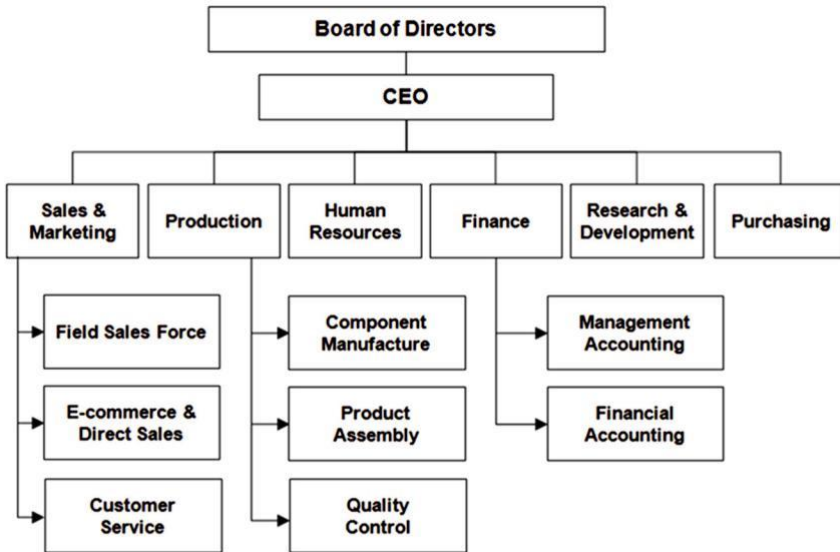 Board of Directors
CEO
Sales &
Marketing
Production
Human
Resources
Finance
Research &
Development
Purchasing
Field Sales Force
Component
Manufacture
Management
Accounting
E-commerce &
Direct Sales
Product
Assembly
Financial
Accounting
Customer
Service
Quality
Control